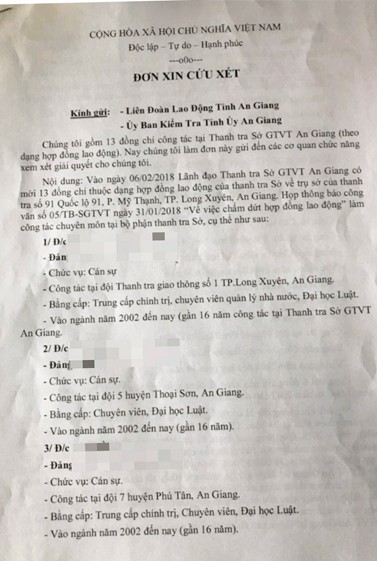 CỘNG HÒA XÃ HỘI CHỦ NGHĨA VIỆT NAM
Độc lập – Tự do – Hạnh phúc
---o0o---
ĐƠN XIN CỨU XÉT
Kính gửi: - Liên Đoàn Lao Động Tỉnh An Giang
- Ủy Ban Kiểm Tra Tỉnh Ủy An Giang
Chúng tôi gồm 13 đồng chí công tác tại Thanh tra Sở GTVT An Giang (theo
dạng hợp đồng lao động). Nay chúng tôi làm đơn này gửi đến các cơ quan chức năng
xem xét giải quyết cho chúng tôi.
Nội dung: Vào ngày 06/02/2018 Lãnh đạo Thanh tra Sở GTVT An Giang có
mời 13 đồng chí thuộc dạng hợp đồng lao động của thanh tra Sở về trụ sở của thanh
tra số 91 Quốc lộ 91, P. Mỹ Thạnh, TP. Long Xuyên, An Giang. Họp thông báo công
văn số 05/TB-SGTVT ngày 31/01/2018 “Về việc chấm dứt hợp đồng lao động” làm
công tác chuyên môn tại bộ phận thanh tra Sở, cụ thể như sau:
1/ Đ/c
- Đảng
- Chức vụ: Cán sự
- Công tác tại đội Thanh tra giao thông số 1 TP.Long Xuyên, An Giang.
- Bằng cấp: Trung cấp chính trị, chuyên viên quản lý nhà nước, Đại học Luật.
- Vào ngành năm 2002 đến nay (gần 16 năm công tác tại Thanh tra Sở GTVT
An Giang.
2/ Đ/c
- Đảng
- Chức vụ: Cán sự.
- Công tác tại đội 5 huyện Thoại Sơn, An Giang.
- Bằng cấp: Chuyên viên, Đại học Luật.
- Vào ngành năm 2002 đến nay (gần 16 năm).
3/ Đ/c
- Đảng
- Chức vụ: Cán sự.
- Công tác tại đội 7 huyện Phú Tân, An Giang.
- Bằng cấp: Trung cấp chính trị, Chuyên viên, Đại học Luật.
- Vào ngành năm 2002 đến nay (gần 16 năm).